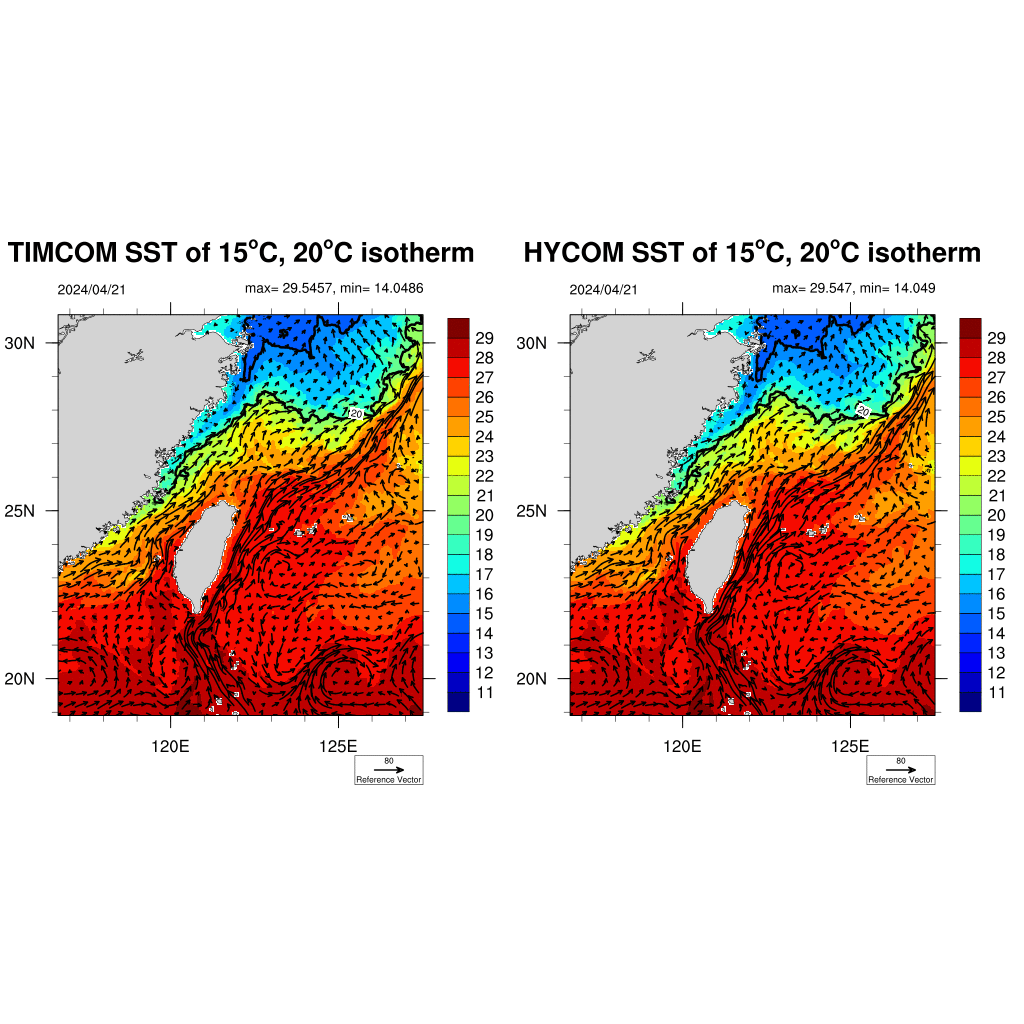 TIMCOM SST of 15°C, 20°C isotherm
2024/04/21
max= 29.5457, min= 14.0486
30N
25N
20N
120E
125E
20
29
28
27
26
25
24
23
22
21
20
19
18
17
16
15
14
13
12
11
80
Reference Vector
HYCOM SST of 15°C, 20°C isotherm
2024/04/21
max= 29.547, min= 14.049
30N
25N
20N
120E
125E
20
29
28
27
26
25
24
23
22
21
20
19
18
17
16
15
14
13
12
11
80
Reference Vector